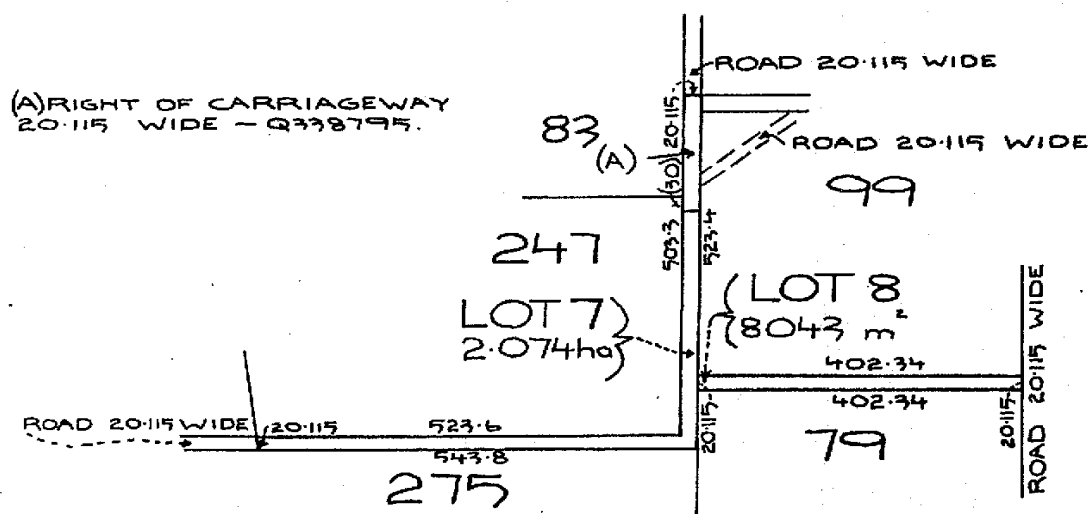 ROAD 20·115 WIDE
(A) RIGHT OF CARRIAGEWAY
20·115 WIDE ~ Q338795.
20·115
83
(A)
ROAD 20·115 WIDE
(30)
99
247
503·3
523·4
LOT 7
2·074ha
(LOT 8
8043 m²
402·34
402·34
ROAD 20·115 WIDE
20·115
523·6
20·115
20·115
79
ROAD 20·115 WIDE
543·8
275